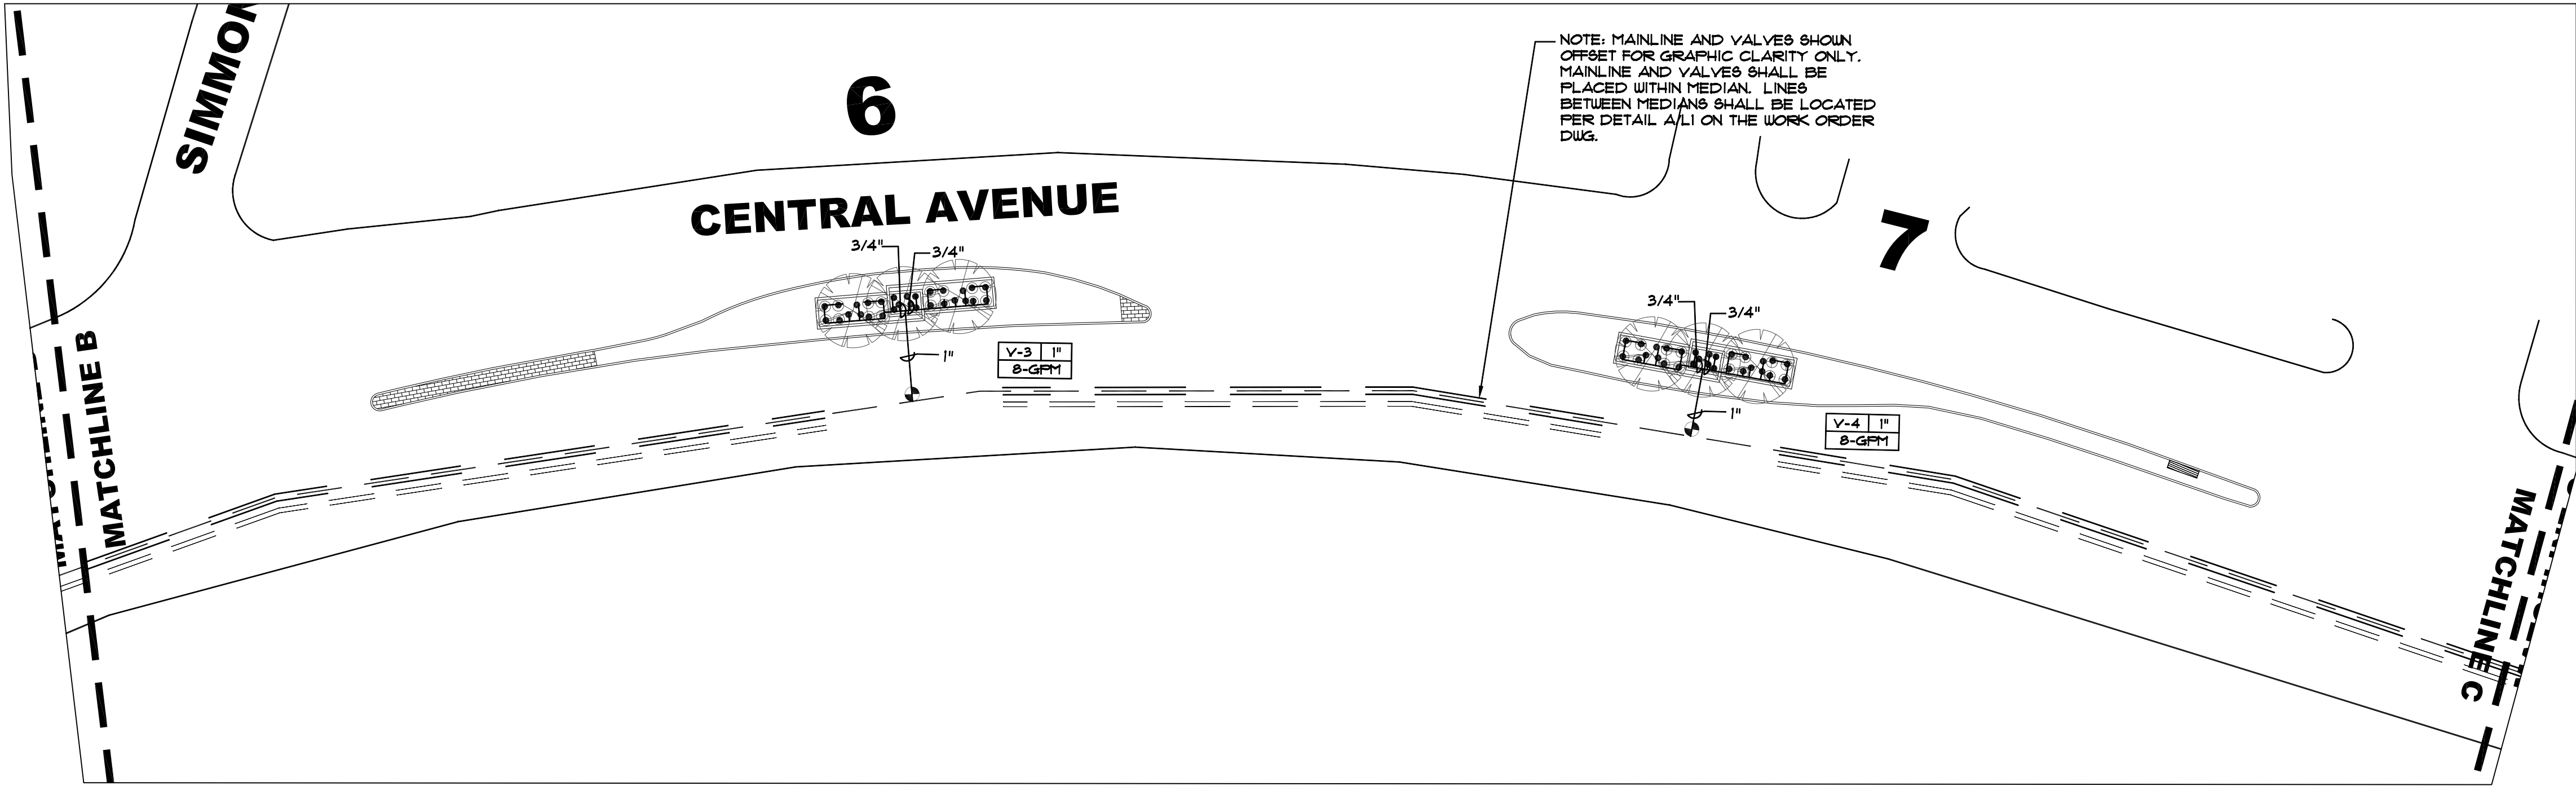 SIMMON
6
NOTE: MAINLINE AND VALVES SHOWN
OFFSET FOR GRAPHIC CLARITY ONLY.
MAINLINE AND VALVES SHALL BE
PLACED WITHIN MEDIAN. LINES
BETWEEN MEDIANS SHALL BE LOCATED
PER DETAIL A/L1 ON THE WORK ORDER
DWG.
CENTRAL AVENUE
7
3/4"
3/4"
1"
V-3 1"
8-GPM
3/4"
3/4"
1"
V-4 1"
8-GPM
MATCHLINE B
MATCHLINE C